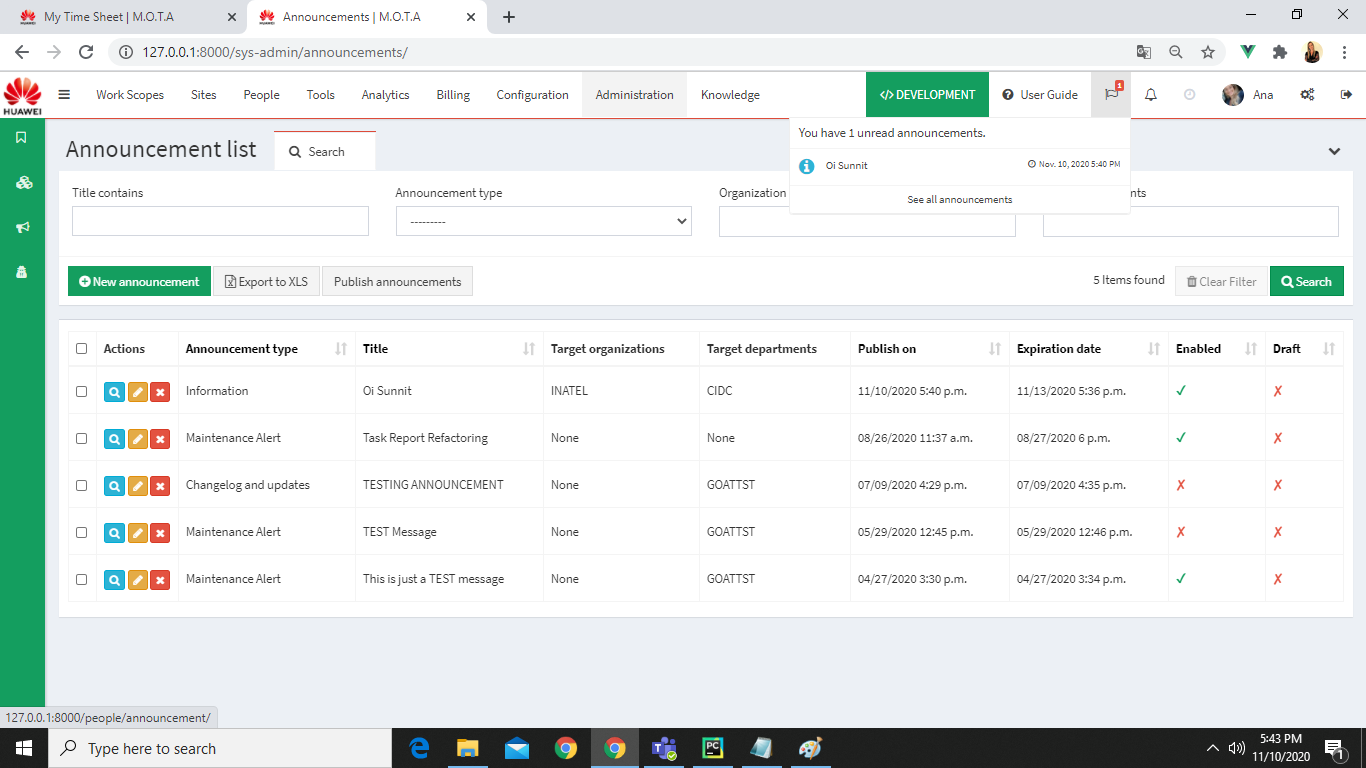 My Time Sheet | M.O.T.A
Announcements | M.O.T.A
127.0.0.1:8000/sys-admin/announcements/
HUAWEI
Work Scopes Sites People Tools Analytics Billing Configuration Administration Knowledge </> DEVELOPMENT User Guide 1 Ana
You have 1 unread announcements.
Oi Sunnit Nov. 10, 2020 5:40 PM
See all announcements
Announcement list Search
Title contains Announcement type Organization nts
---------
New announcement Export to XLS Publish announcements 5 Items found Clear Filter Search
Actions Announcement type Title Target organizations Target departments Publish on Expiration date Enabled Draft
Information Oi Sunnit INATEL CIDC 11/10/2020 5:40 p.m. 11/13/2020 5:36 p.m. ✓ ✗
Maintenance Alert Task Report Refactoring None None 08/26/2020 11:37 a.m. 08/27/2020 6 p.m. ✓ ✗
Changelog and updates TESTING ANNOUNCEMENT None GOATTST 07/09/2020 4:29 p.m. 07/09/2020 4:35 p.m. ✗ ✗
Maintenance Alert TEST Message None GOATTST 05/29/2020 12:45 p.m. 05/29/2020 12:46 p.m. ✗ ✗
Maintenance Alert This is just a TEST message None GOATTST 04/27/2020 3:30 p.m. 04/27/2020 3:34 p.m. ✓ ✗
127.0.0.1:8000/people/announcement/
Type here to search
5:43 PM
11/10/2020
1